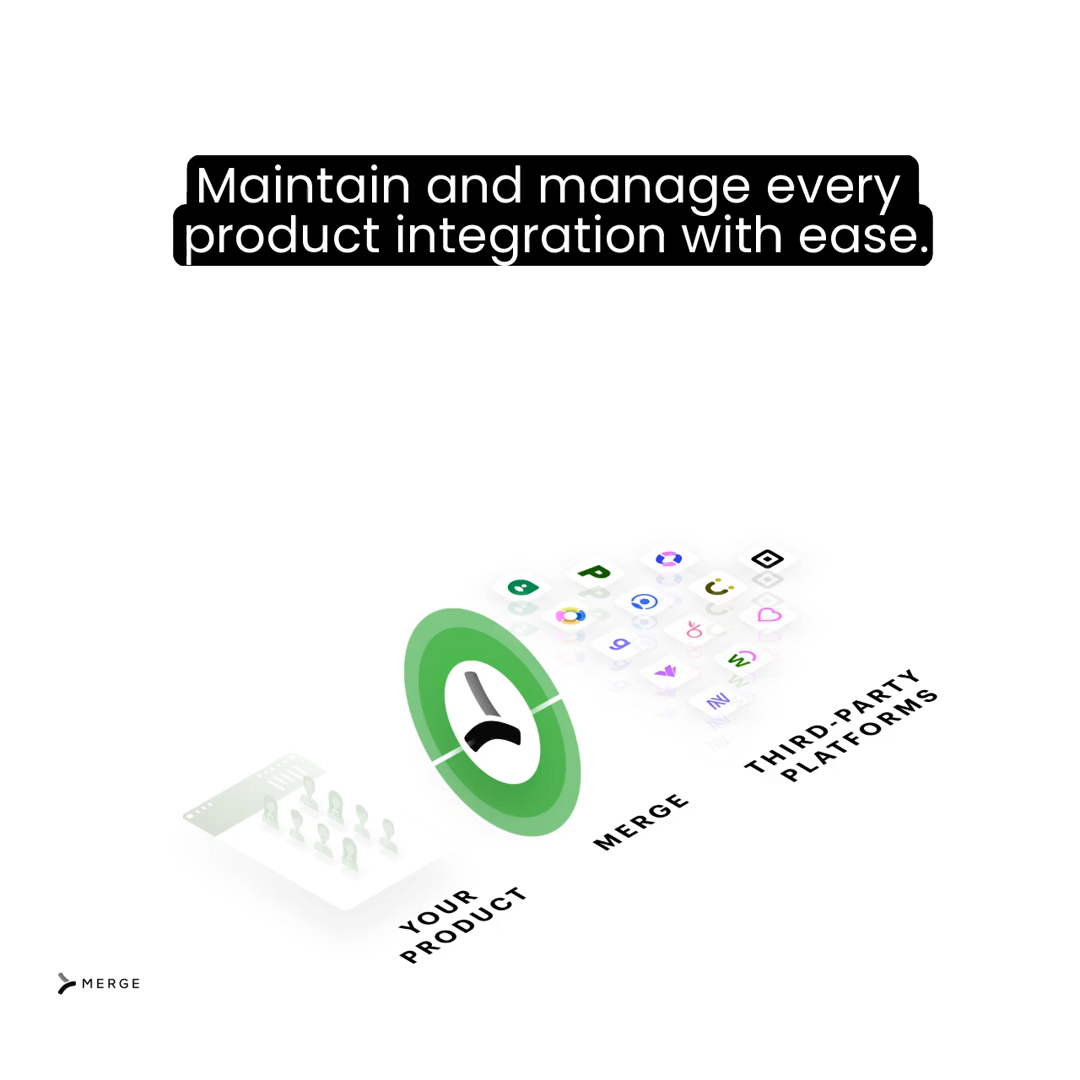 Maintain and manage every
product integration with ease.
THIRD-PARTY
PLATFORMS
MERGE
YOUR
PRODUCT
MERGE